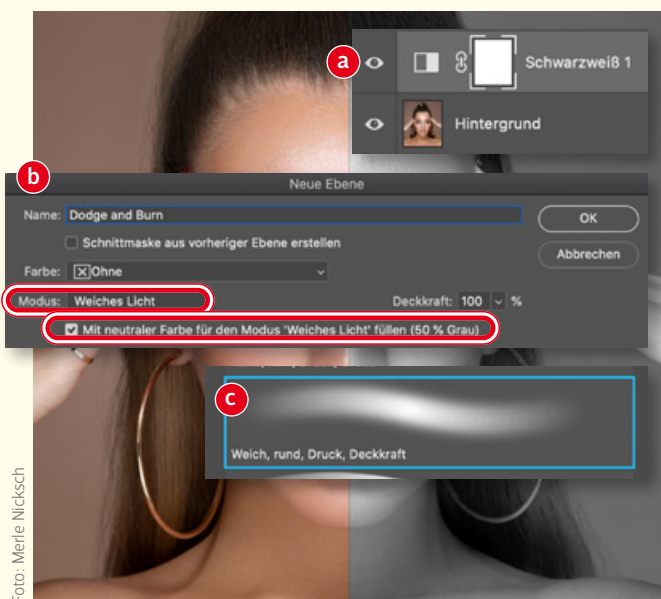 a
Schwarzweiß 1
Hintergrund
b
Neue Ebene
Name: Dodge and Burn
OK
Schnittmaske aus vorheriger Ebene erstellen
Abbrechen
Farbe: Ohne
Modus: Weiches Licht
Deckkraft: 100 %
Mit neutraler Farbe für den Modus 'Weiches Licht' füllen (50 % Grau)
c
Weich, rund, Druck, Deckkraft
Foto: Merle Nicksch